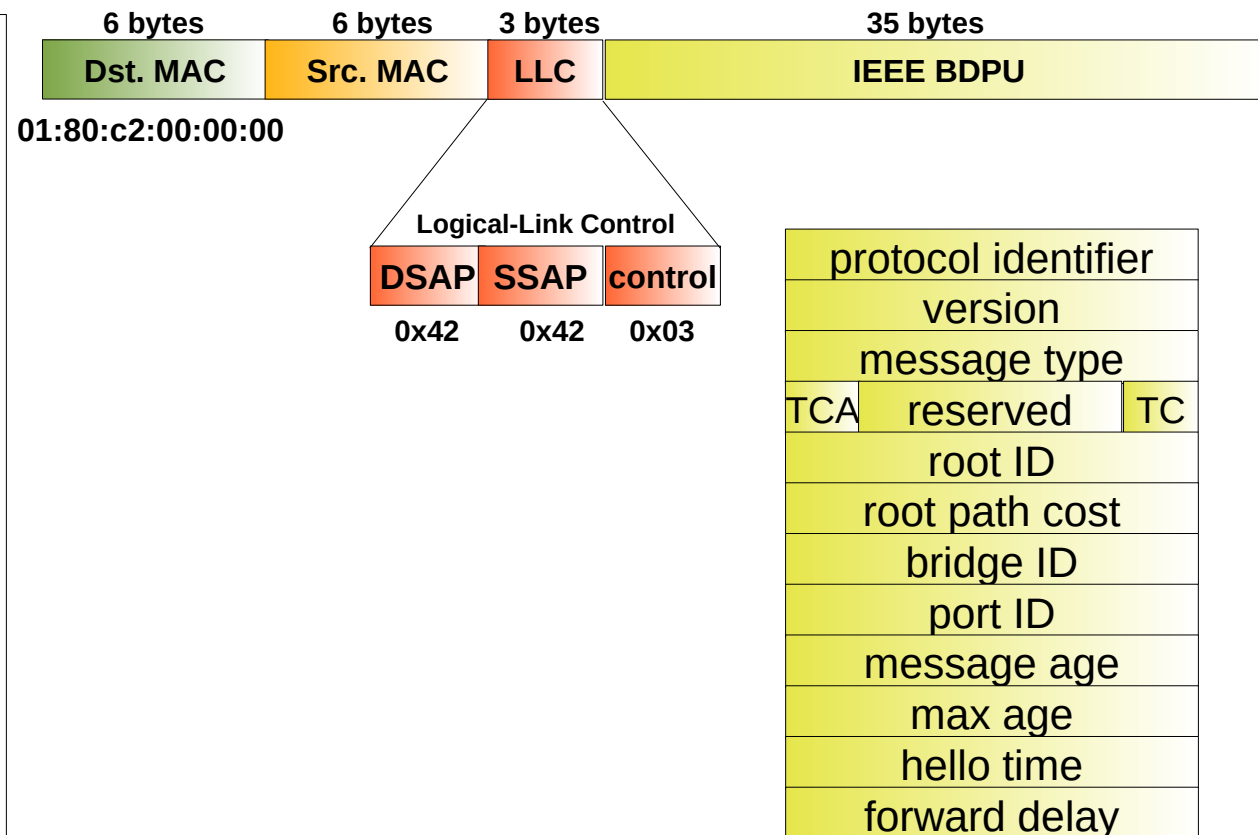 6 bytes 6 bytes 3 bytes 35 bytes
Dst. MAC Src. MAC LLC IEEE BDPU
01:80:c2:00:00:00
Logical-Link Control
DSAP SSAP control
0x42 0x42 0x03
protocol identifier
version
message type
TCA reserved TC
root ID
root path cost
bridge ID
port ID
message age
max age
hello time
forward delay